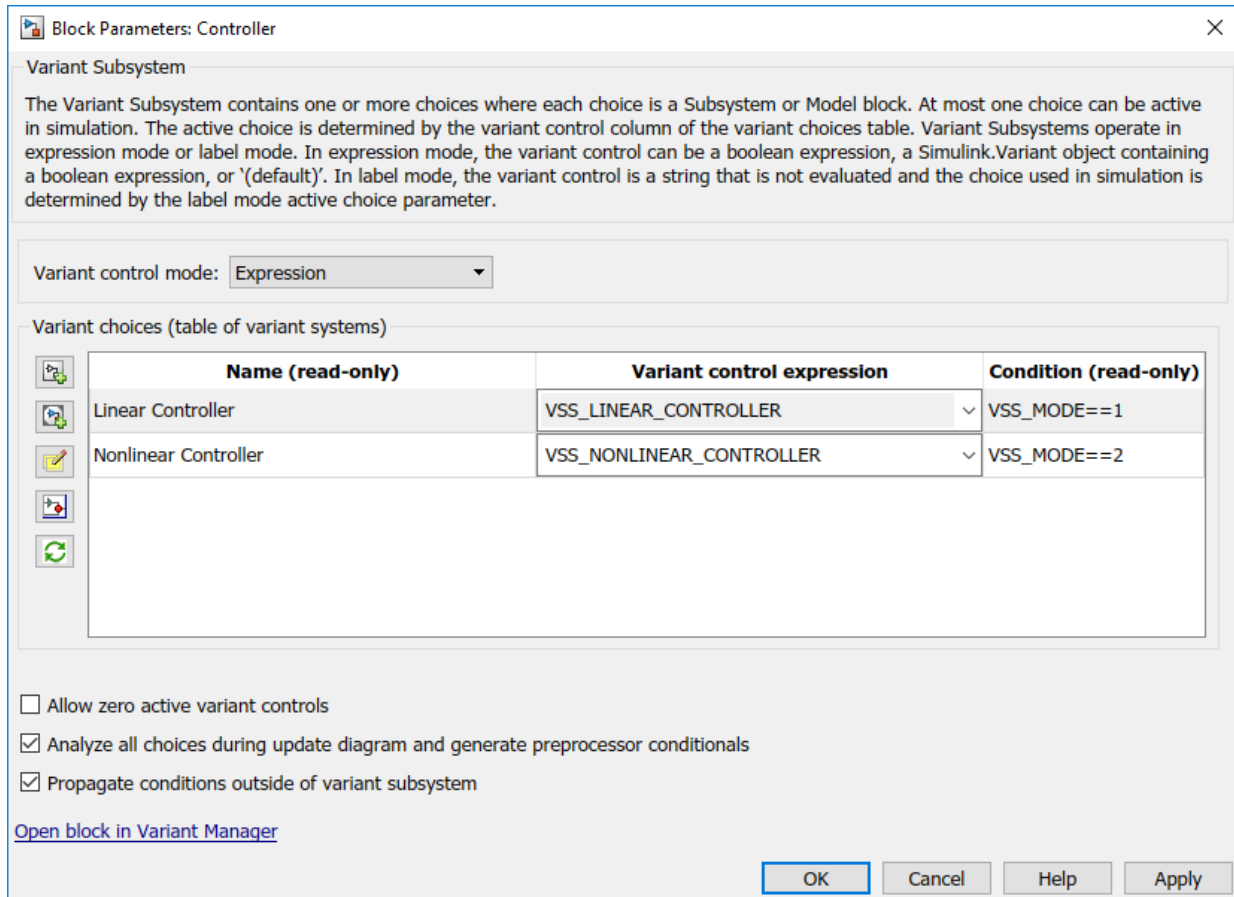 Block Parameters: Controller
Variant Subsystem
The Variant Subsystem contains one or more choices where each choice is a Subsystem or Model block. At most one choice can be active
in simulation. The active choice is determined by the variant control column of the variant choices table. Variant Subsystems operate in
expression mode or label mode. In expression mode, the variant control can be a boolean expression, a Simulink.Variant object containing
a boolean expression, or ‘(default)’. In label mode, the variant control is a string that is not evaluated and the choice used in simulation is
determined by the label mode active choice parameter.
Variant control mode: Expression
Variant choices (table of variant systems)
Name (read-only) Variant control expression Condition (read-only)
Linear Controller VSS_LINEAR_CONTROLLER VSS_MODE==1
Nonlinear Controller VSS_NONLINEAR_CONTROLLER VSS_MODE==2
Allow zero active variant controls
Analyze all choices during update diagram and generate preprocessor conditionals
Propagate conditions outside of variant subsystem
Open block in Variant Manager
OK Cancel Help Apply